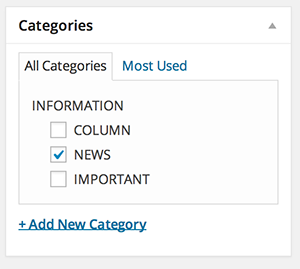 Categories
All Categories Most Used
INFORMATION
COLUMN
NEWS
IMPORTANT
+ Add New Category